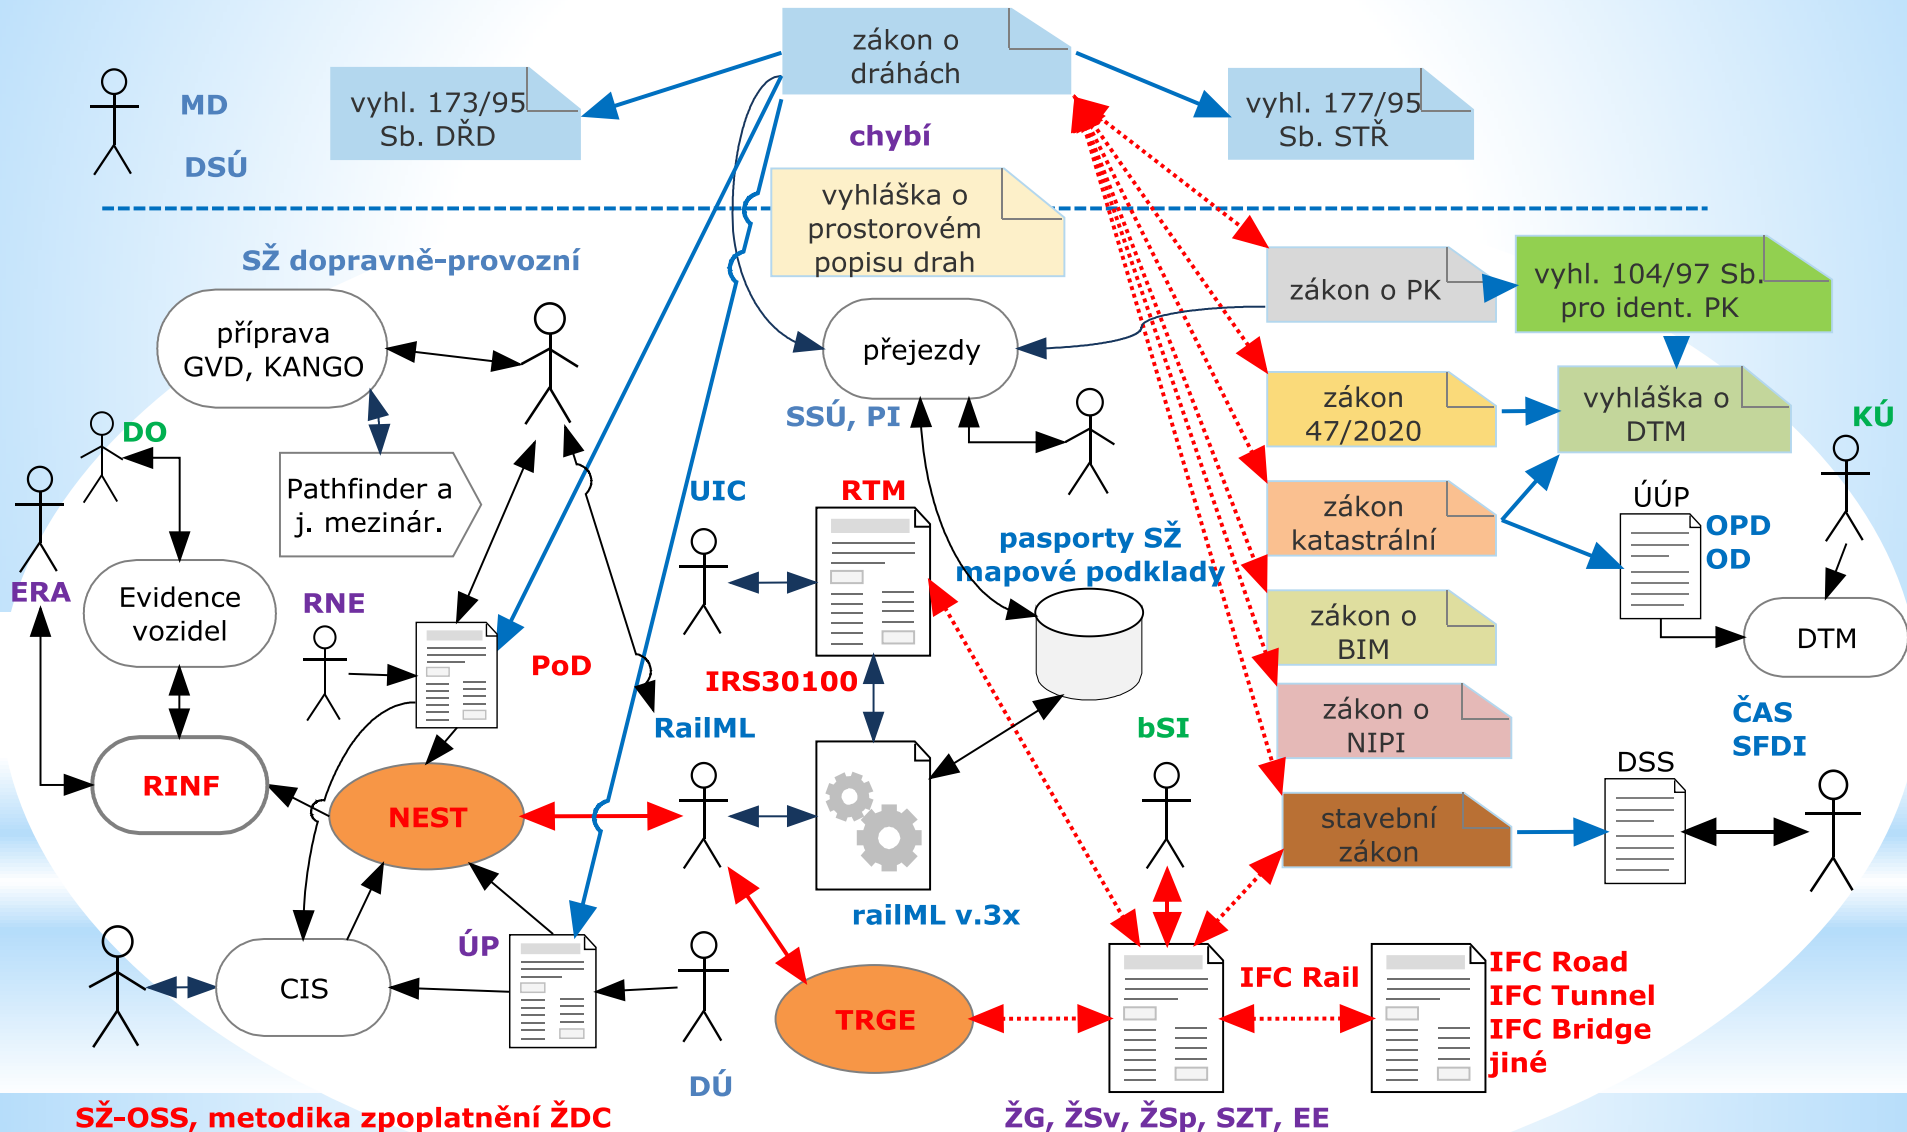 zákon o
dráhách
MD
DSÚ
vyhl. 173/95
Sb. DŘD
vyhl. 177/95
Sb. STŘ
chybí
vyhláška o
prostorovém
popisu drah
SŽ dopravně-provozní
zákon o PK
vyhl. 104/97 Sb.
pro ident. PK
příprava
GVD, KANGO
přejezdy
SSÚ, PI
zákon
47/2020
vyhláška o
DTM
KÚ
DO
Pathfinder a
j. mezinár.
UIC
RTM
zákon
katastrální
ÚÚP
OPD
OD
pasporty SŽ
mapové podklady
ERA
Evidence
vozidel
RNE
zákon o
BIM
DTM
PoD
IRS30100
RailML
zákon o
NIPI
bSI
ČAS
SFDI
RINF
NEST
DSS
stavební
zákon
railML v.3x
ÚP
CIS
IFC Rail
IFC Road
IFC Tunnel
IFC Bridge
jiné
TRGE
DÚ
SŽ-OSS, metodika zpoplatnění ŽDC
ŽG, ŽSv, ŽSp, SZT, EE